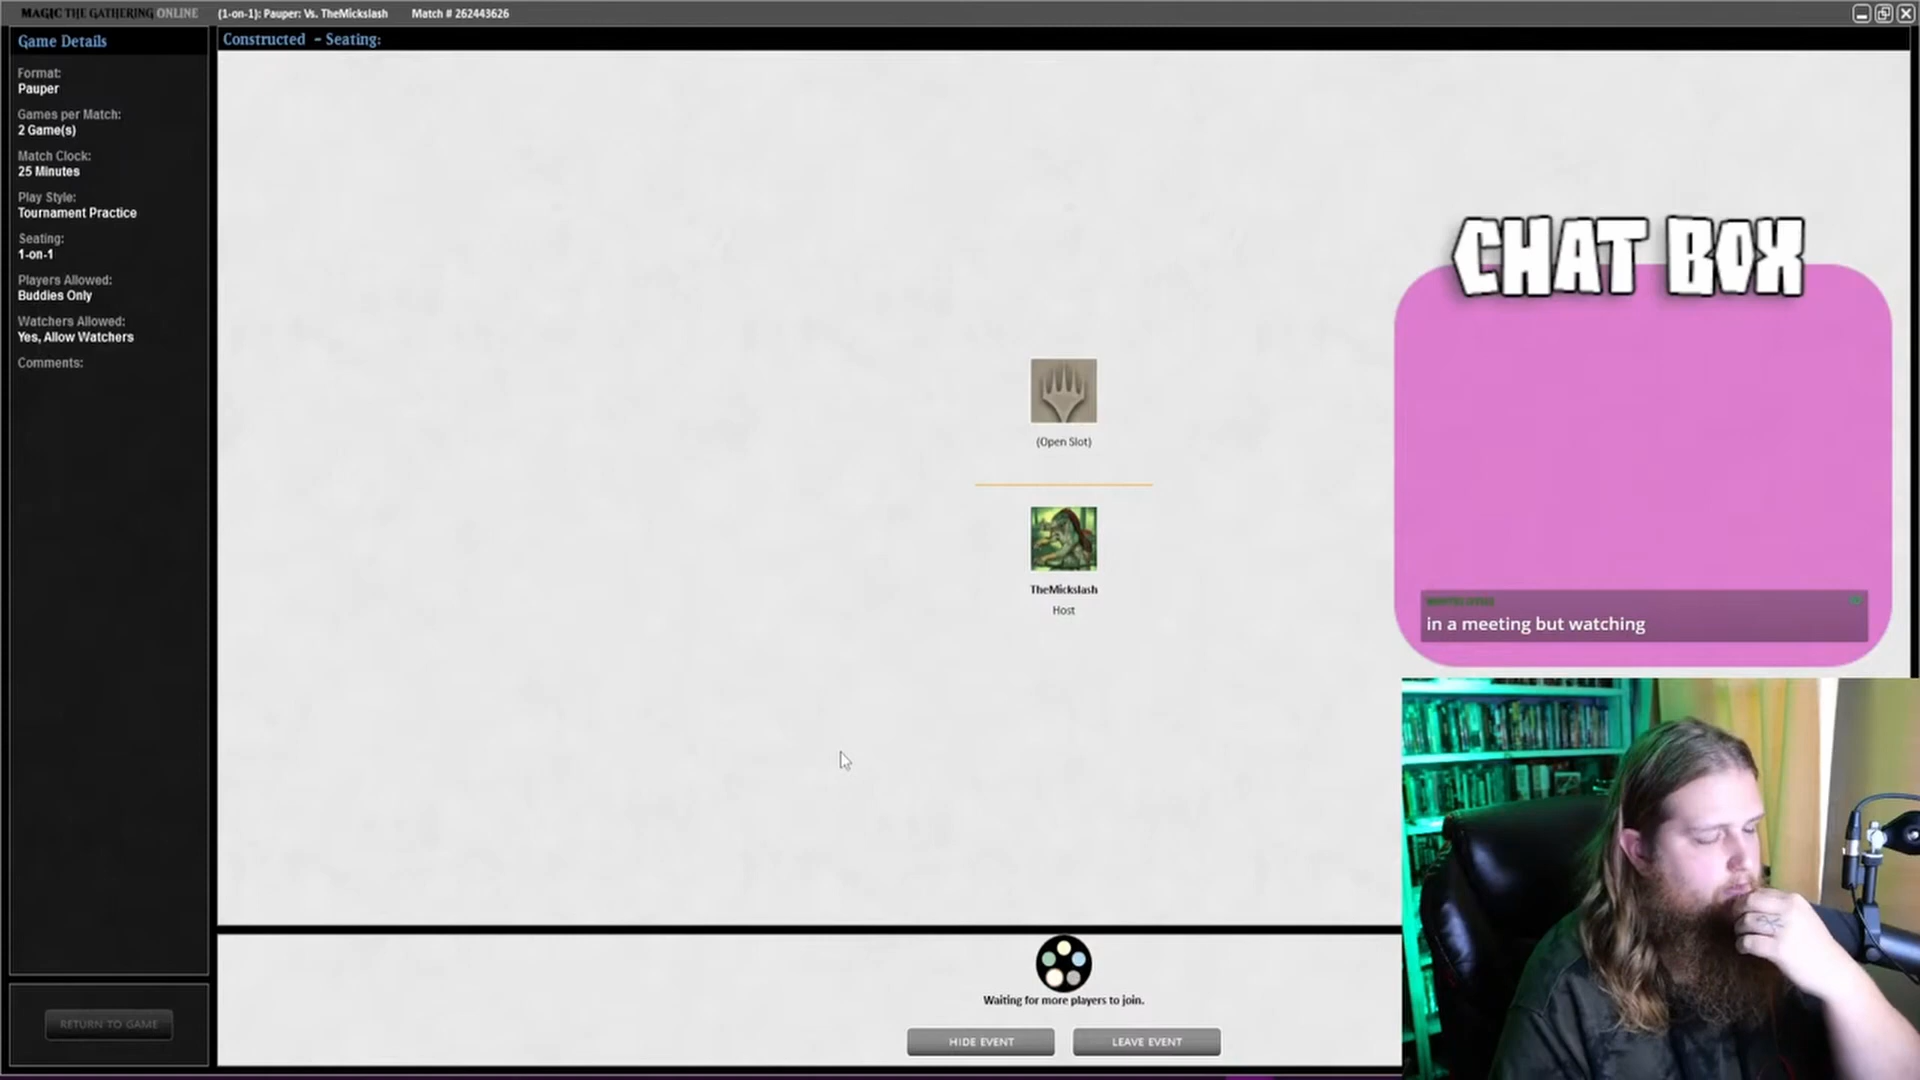 MAGIC THE GATHERING ONLINE
(1-on-1): Pauper: Vs. TheMickslash
Match # 262443626
Game Details
Constructed - Seating:
Format:
Pauper
Games per Match:
2 Game(s)
Match Clock:
25 Minutes
Play Style:
Tournament Practice
Seating:
1-on-1
Players Allowed:
Buddies Only
Watchers Allowed:
Yes, Allow Watchers
Comments:
(Open Slot)
TheMickslash
Host
CHAT BOX
in a meeting but watching
Waiting for more players to join.
HIDE EVENT
LEAVE EVENT
RETURN TO GAME